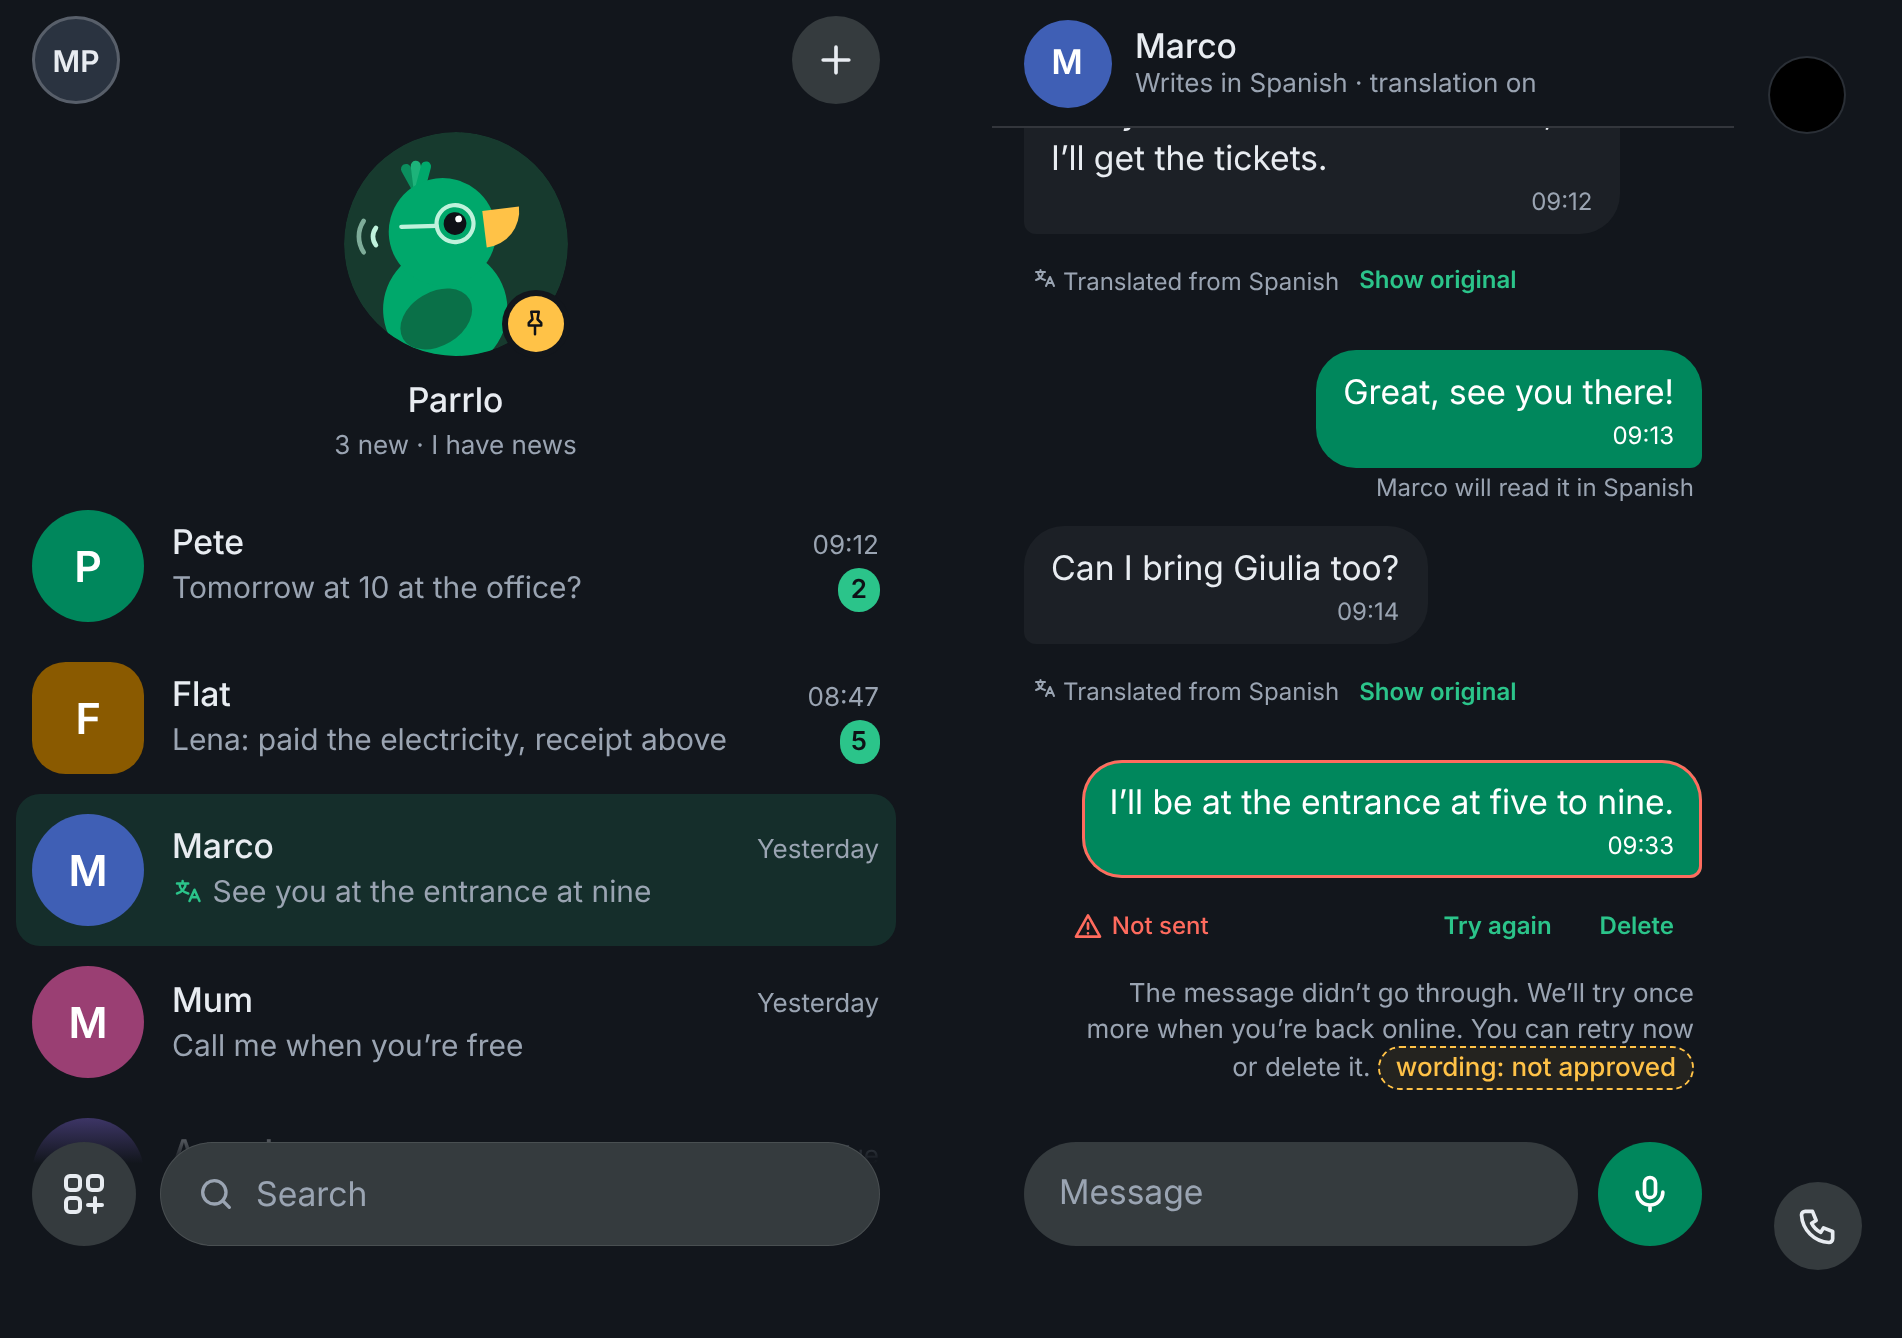 MP
Parrlo
3 new · I have news
P
Pete
09:12
Tomorrow at 10 at the office?
2
F
Flat
08:47
Lena: paid the electricity, receipt above
5
M
Marco
Yesterday
See you at the entrance at nine
M
Mum
Yesterday
Call me when you’re free
Search
M
Marco
Writes in Spanish · translation on
I’ll get the tickets.
09:12
Translated from Spanish Show original
Great, see you there!
09:13
Marco will read it in Spanish
Can I bring Giulia too?
09:14
Translated from Spanish Show original
I’ll be at the entrance at five to nine.
09:33
Not sent Try again Delete
The message didn’t go through. We’ll try once
more when you’re back online. You can retry now
or delete it. wording: not approved
Message